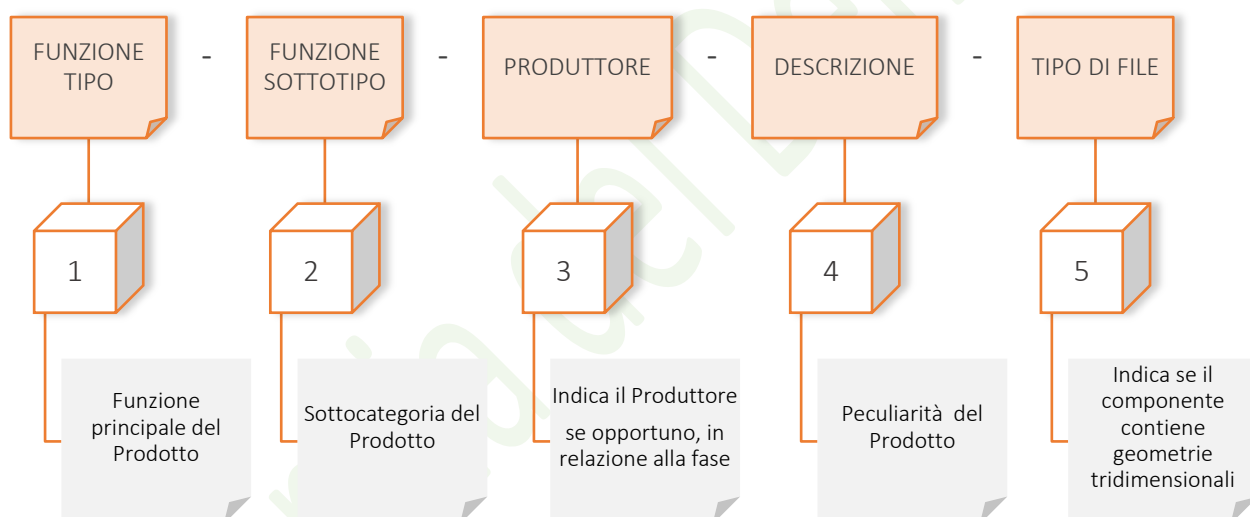 FUNZIONE
TIPO
-
FUNZIONE
SOTTOTIPO
-
PRODUTTORE
-
DESCRIZIONE
-
TIPO DI FILE
1
2
3
4
5
Funzione
principale del
Prodotto
Sottocategoria del
Prodotto
Indica il Produttore
se opportuno, in
relazione alla fase
Peculiarità del
Prodotto
Indica se il
componente
contiene
geometrie
tridimensionali